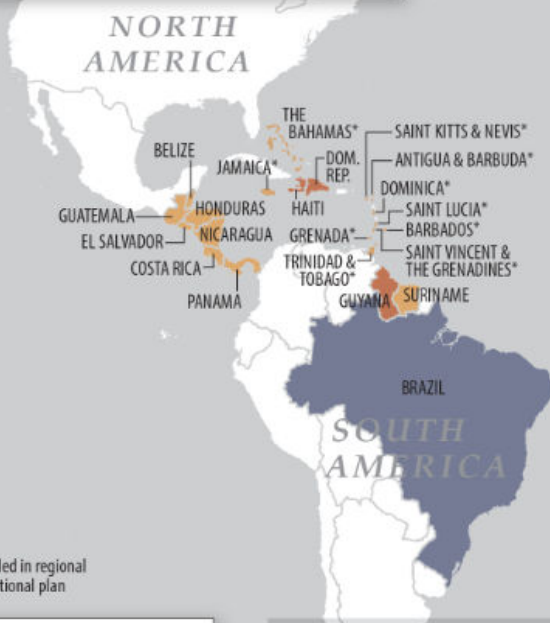 NORTH
AMERICA
THE
BAHAMAS*
SAINT KITTS & NEVIS*
BELIZE
JAMAICA*
DOM.
REP.
ANTIGUA & BARBUDA*
DOMINICA*
GUATEMALA
HONDURAS
HAITI
SAINT LUCIA*
EL SALVADOR
NICARAGUA
GRENADA*
BARBADOS*
COSTA RICA
TRINIDAD &
TOBAGO*
SAINT VINCENT &
THE GRENADINES*
PANAMA
GUYANA
SURINAME
BRAZIL
SOUTH
AMERICA
led in regional
tional plan